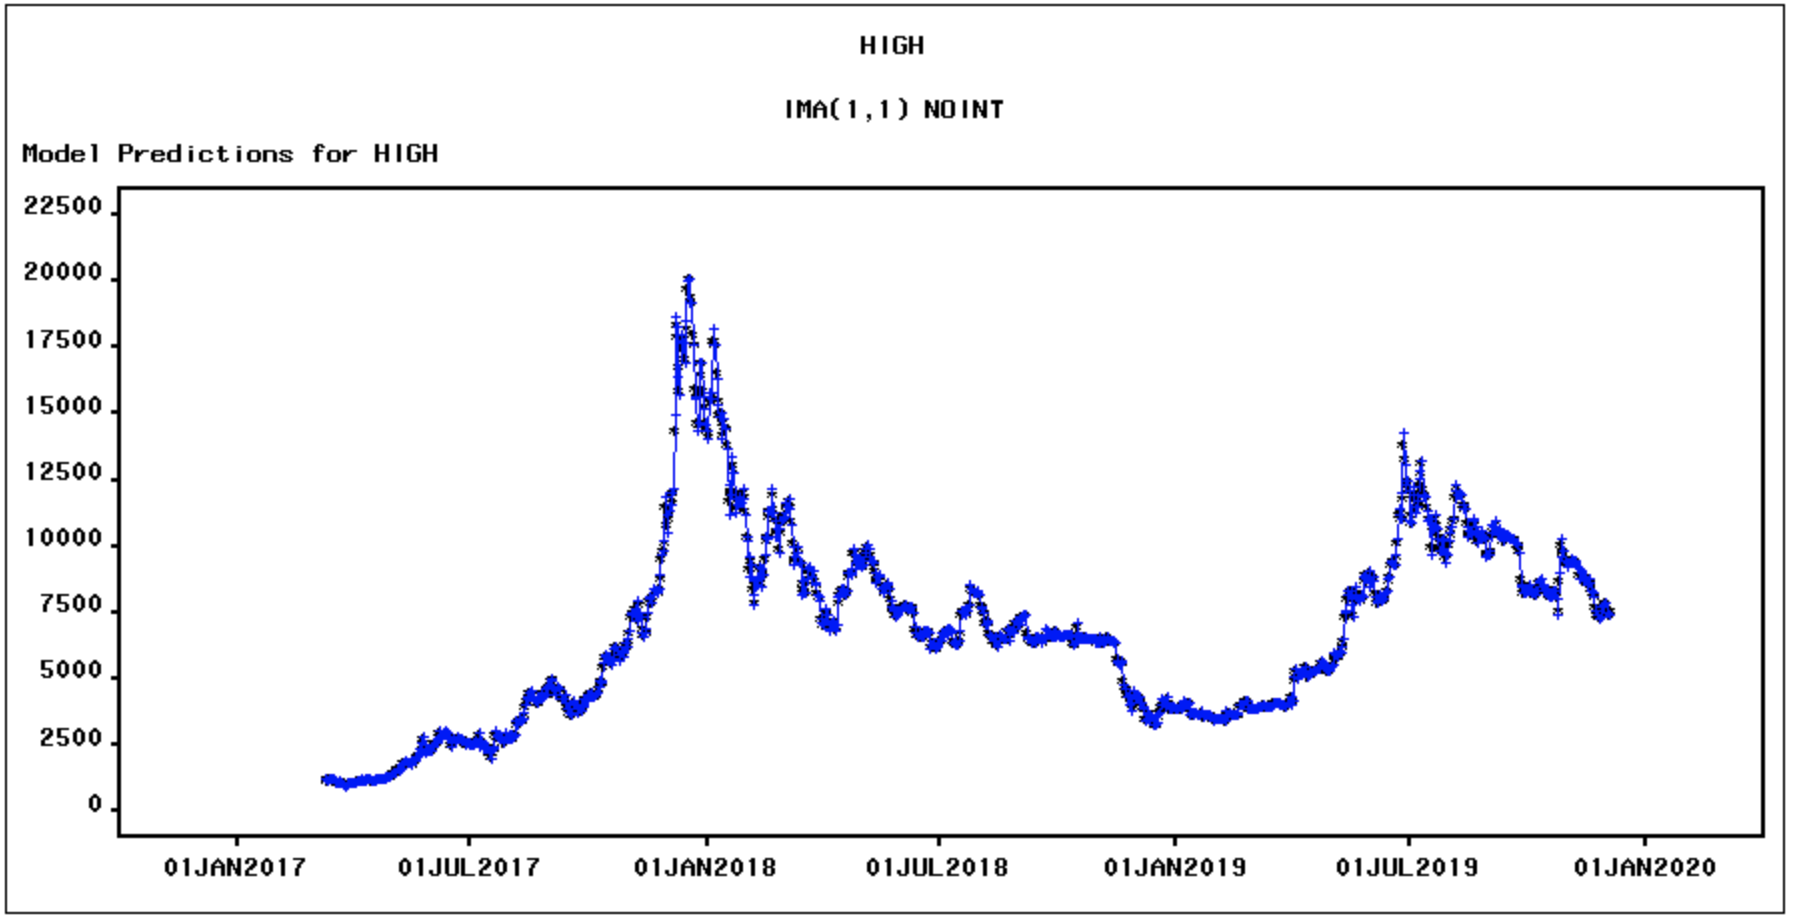 HIGH
IMA(1,1) NOINT
Model Predictions for HIGH
22500
20000
17500
15000
12500
10000
7500
5000
2500
0
01JAN2017 01JUL2017 01JAN2018 01JUL2018 01JAN2019 01JUL2019 01JAN2020